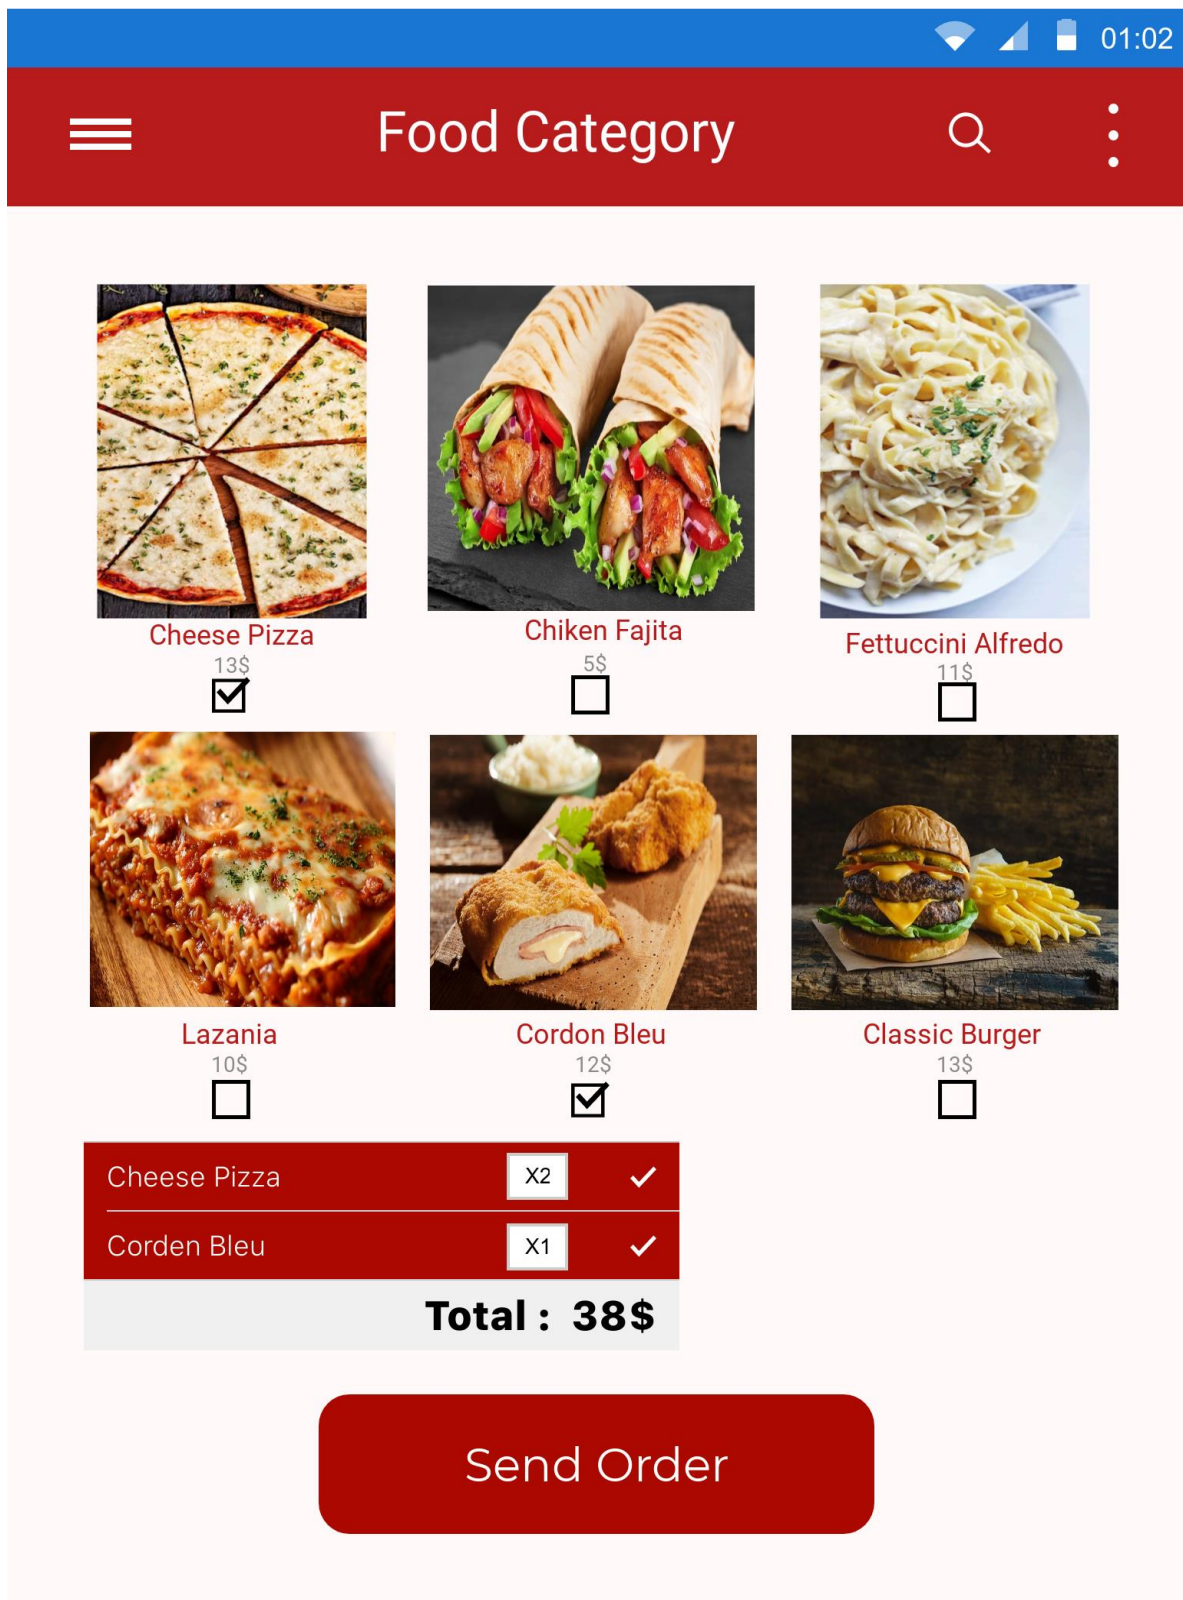 01:02
Food Category
Cheese Pizza
13$
Chiken Fajita
5$
Fettuccini Alfredo
11$
Lazania
10$
Cordon Bleu
12$
Classic Burger
13$
Cheese Pizza X2
Corden Bleu X1
Total : 38$
Send Order